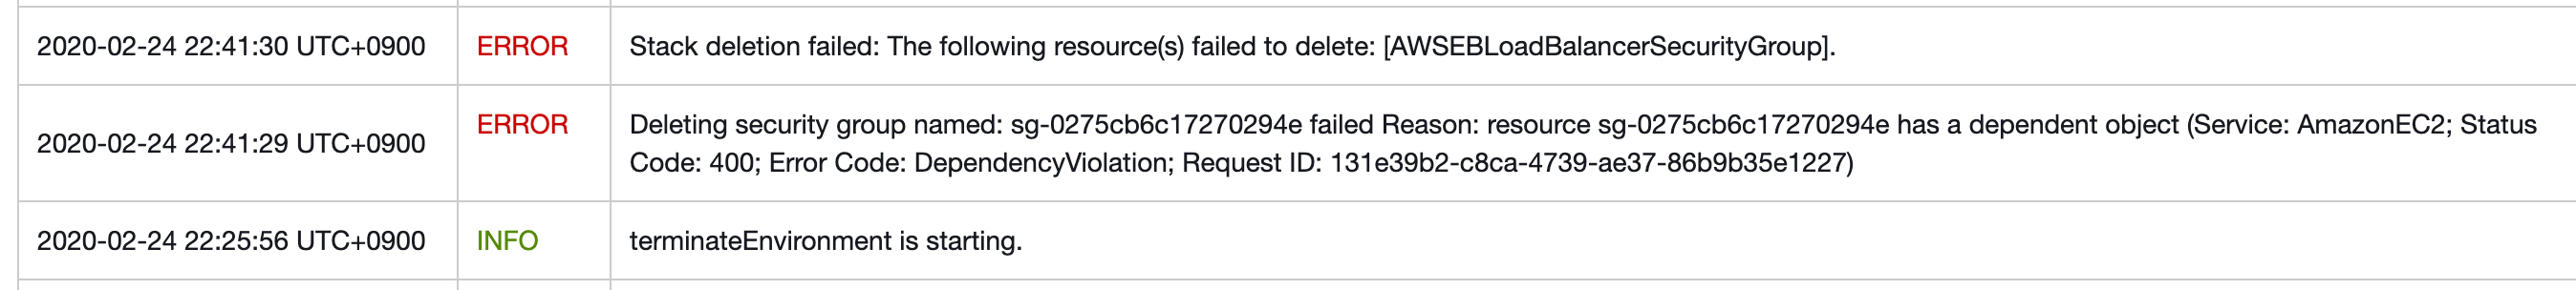 2020-02-24 22:41:30 UTC+0900 ERROR Stack deletion failed: The following resource(s) failed to delete: [AWSEBLoadBalancerSecurityGroup].
2020-02-24 22:41:29 UTC+0900 ERROR Deleting security group named: sg-0275cb6c17270294e failed Reason: resource sg-0275cb6c17270294e has a dependent object (Service: AmazonEC2; Status
Code: 400; Error Code: DependencyViolation; Request ID: 131e39b2-c8ca-4739-ae37-86b9b35e1227)
2020-02-24 22:25:56 UTC+0900 INFO terminateEnvironment is starting.